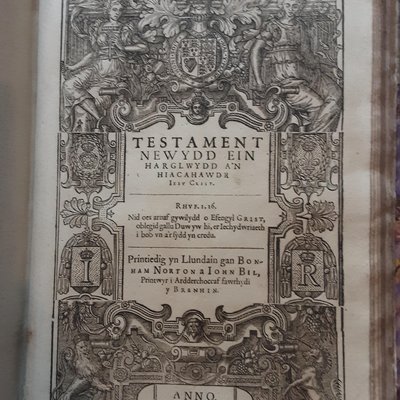 TESTAMENT
NEWYDD EIN
HARGLWYDD A'N
HIACAHAWDR
IESV CRIST.
RHVF. 1.16.
Nid oes arnaf gywilydd o Efengyl GRIST,
oblegid gallu Duw yw hi, er Iechydwriaeth
i bob vn a'r sydd yn credu.
Printiedig yn Llundain gan BON-
HAM NORTON A IOHN BIL,
Printwyr i Ardderchoccaf fawrhydi
y BRENHIN.
I R
ANNO.